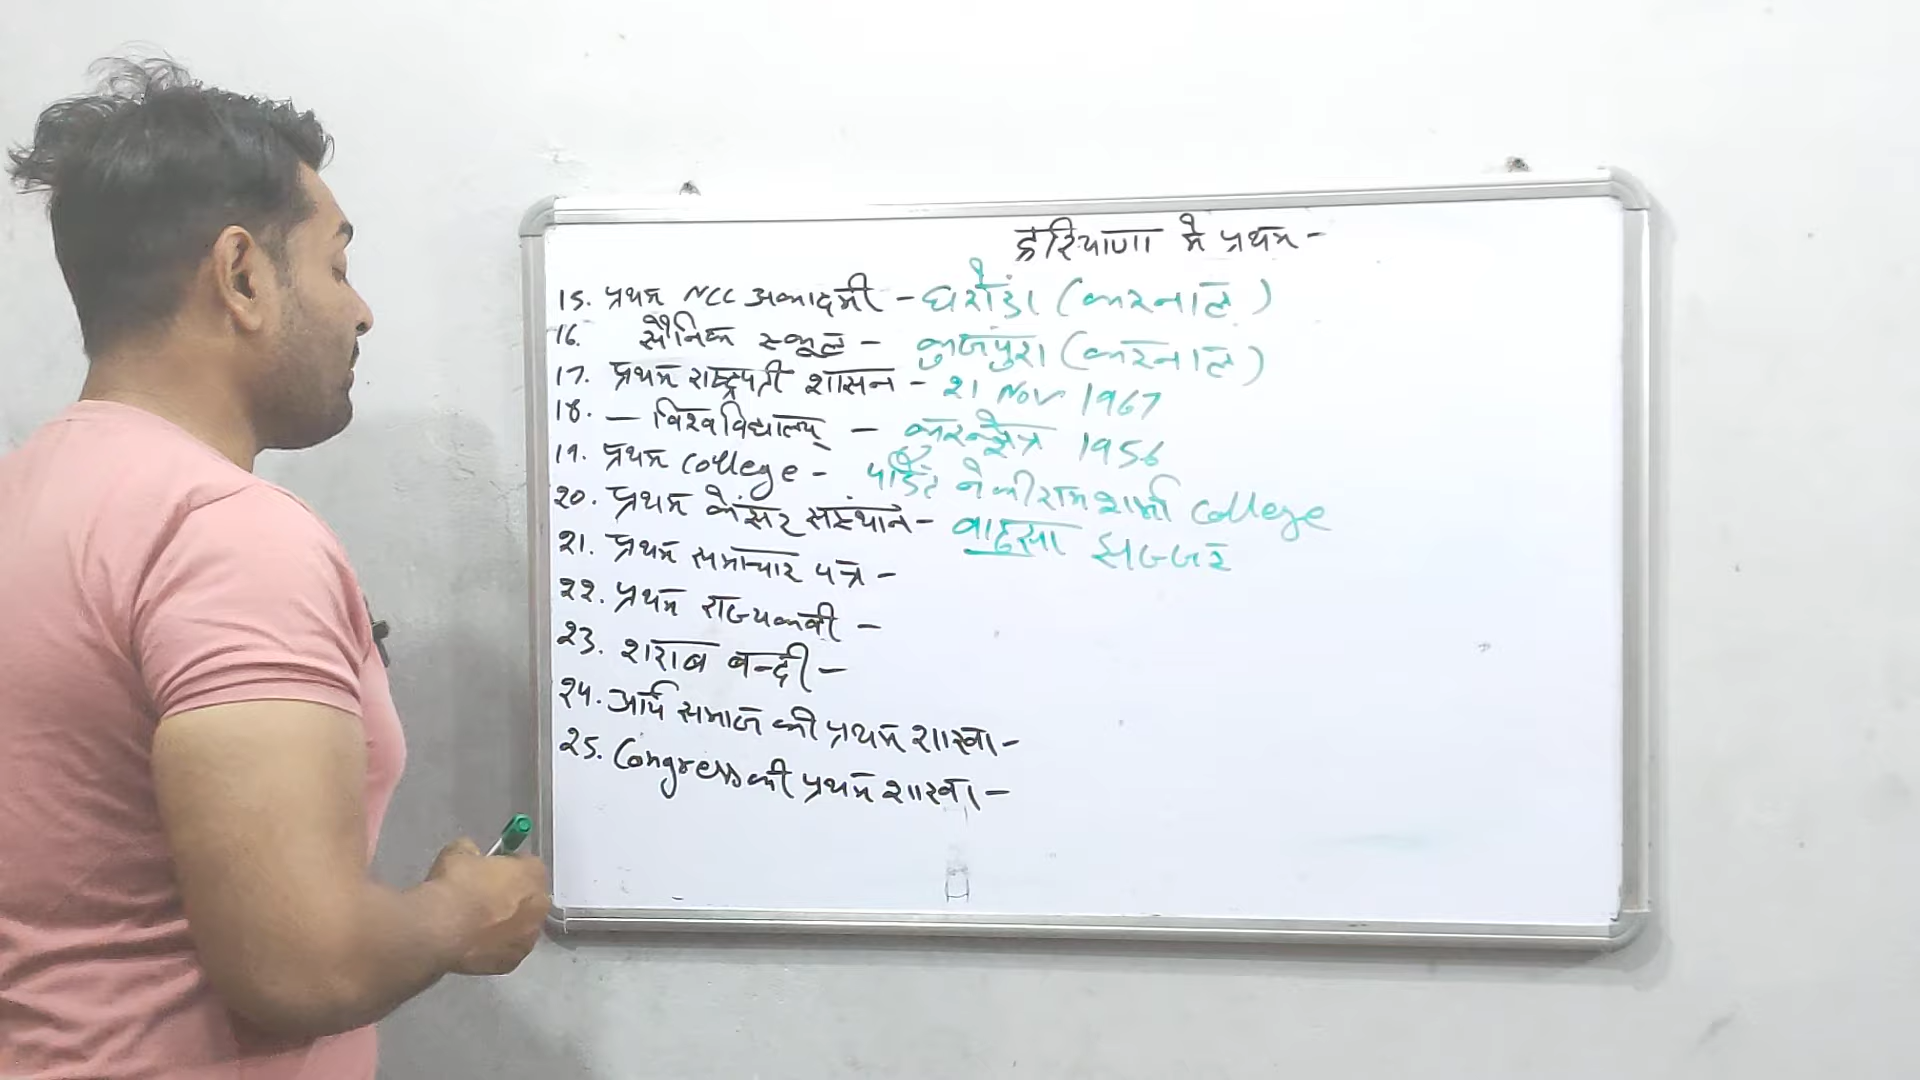 हरियाणा मे प्रथम -
15. प्रथम NCC अकादमी - घरौंडा (करनाल)
16. सैनिक स्कूल - कुजंपुरा (करनाल)
17. प्रथम राष्ट्रपती शासन - 21 Nov 1967
18. — विश्वविद्यालय — कुरुक्षेत्र 1956
19. प्रथम college - पंडित नेकीराम शर्मा College
20. प्रथम कैंसर संस्थान - बाढ़सा झज्जर
21. प्रथम समाचार पत्र -
22. प्रथम राज्यकवी -
23. शराब बन्दी -
24. आर्य समाज की प्रथम शाखा -
25. Congress की प्रथम शाखा -